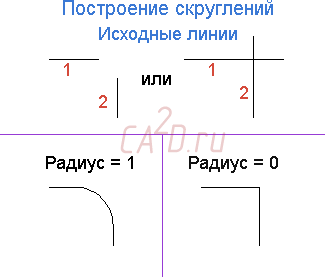 Построение скруглений
Исходные линии
1
2
или
1
2
CA2D.ru
Радиус = 1
Радиус = 0